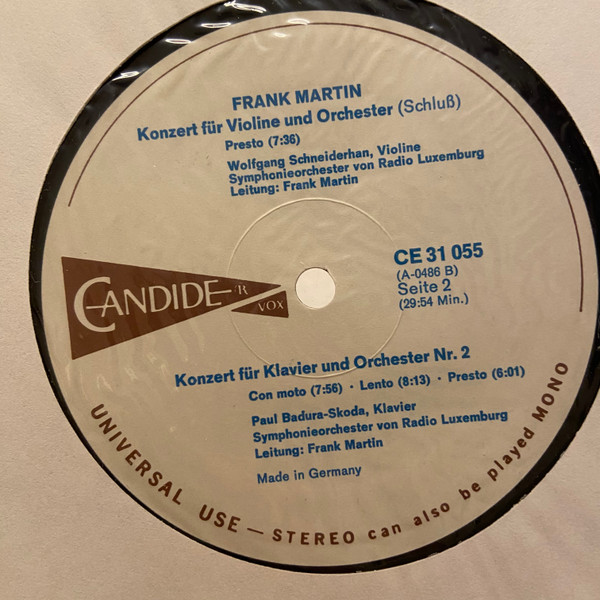 FRANK MARTIN
Konzert für Violine und Orchester (Schluß)
Presto (7:36)
Wolfgang Schneiderhan, Violine
Symphonieorchester von Radio Luxemburg
Leitung: Frank Martin
CANDIDE
VOX
CE 31 055
(A-0486 B)
Seite 2
(29:54 Min.)
Konzert für Klavier und Orchester Nr. 2
Con moto (7:56) · Lento (8:13) · Presto (6:01)
Paul Badura-Skoda, Klavier
Symphonieorchester von Radio Luxemburg
Leitung: Frank Martin
Made in Germany
UNIVERSAL USE — STEREO can also be played MONO